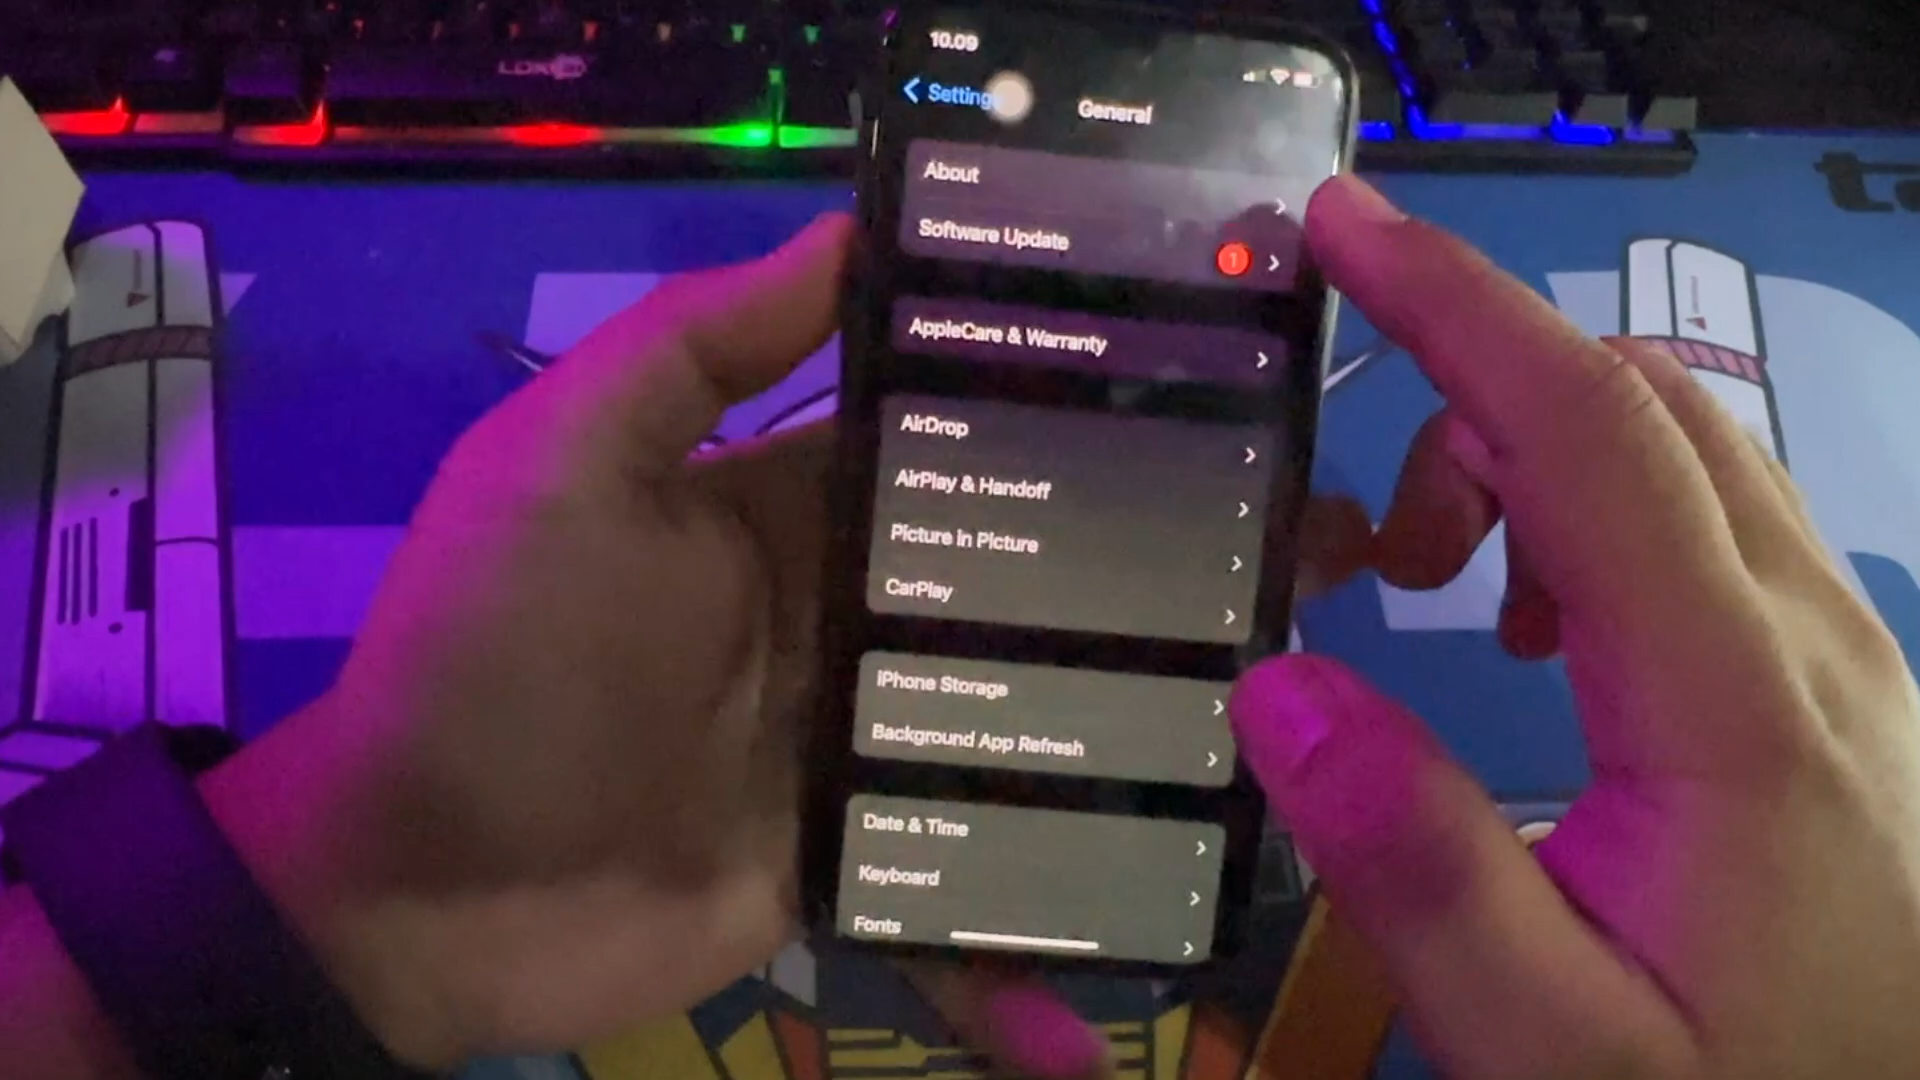 10.09
Settings
General
About
Software Update
1
AppleCare & Warranty
AirDrop
AirPlay & Handoff
Picture in Picture
CarPlay
iPhone Storage
Background App Refresh
Date & Time
Keyboard
Fonts